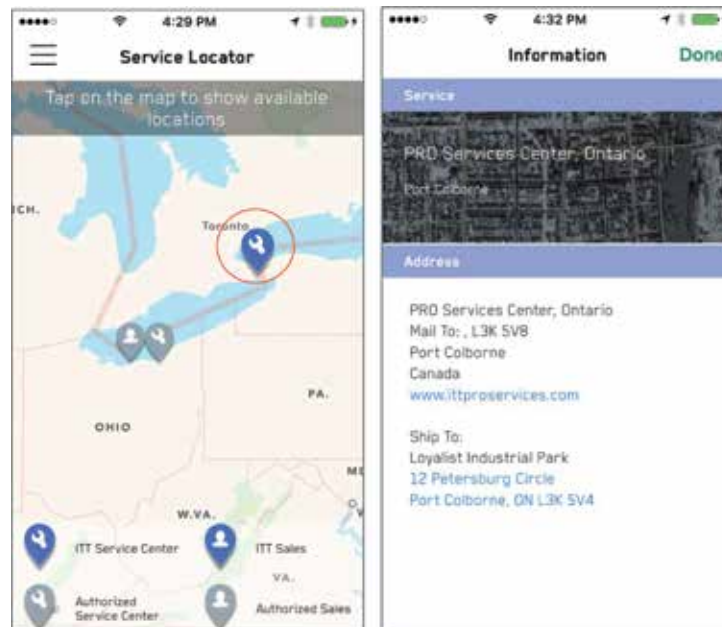 4:29 PM
Service Locator
Tap on the map to show available
locations
ICH.
Toronto
PA.
OHIO
W.VA.
ITT Service Center
ITT Sales
VA.
Authorized
Service Center
Authorized Sales
4:32 PM
Information
Done
Service
PRO Services Center, Ontario
Port Colborne
Address
PRO Services Center, Ontario
Mail To: , L3K 5V8
Port Colborne
Canada
www.ittproservices.com
Ship To:
Loyalist Industrial Park
12 Petersburg Circle
Port Colborne, ON L3K 5V4